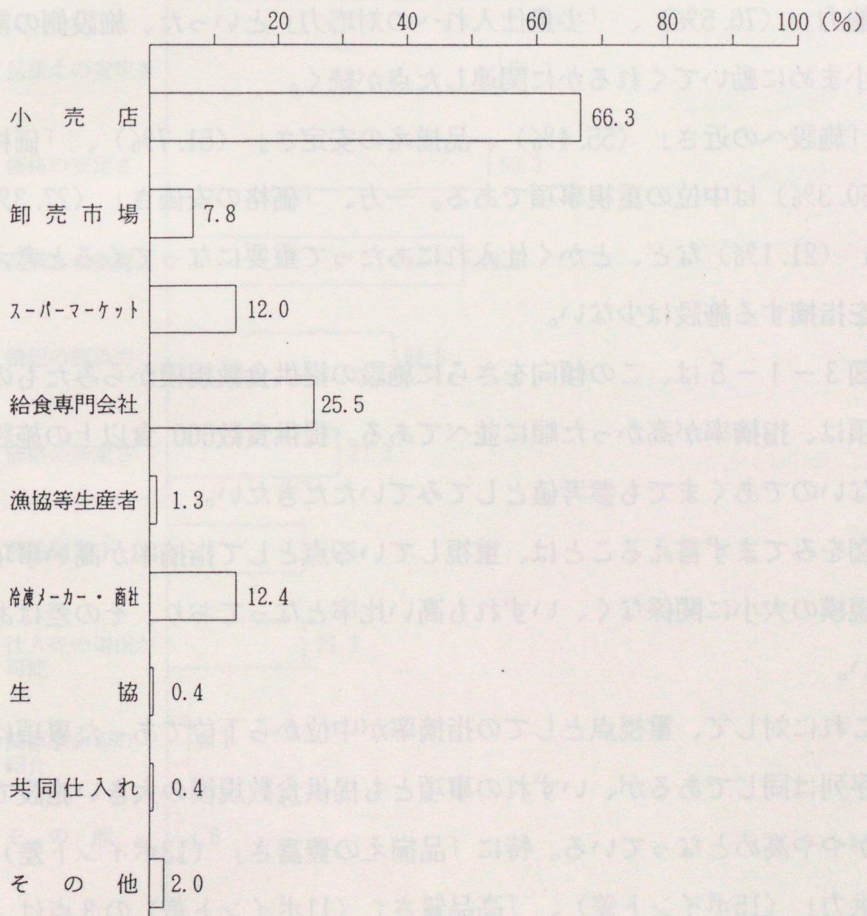 20 40 60 80 100 (%)
小売店 66.3
卸売市場 7.8
スーパーマーケット 12.0
給食専門会社 25.5
漁協等生産者 1.3
冷凍メーカー・商社 12.4
生協 0.4
共同仕入れ 0.4
その他 2.0